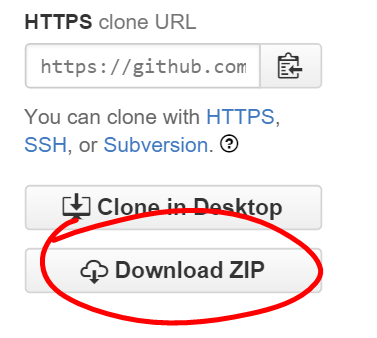 HTTPS clone URL
https://github.com
You can clone with HTTPS,
SSH, or Subversion. ?
Clone in Desktop
Download ZIP